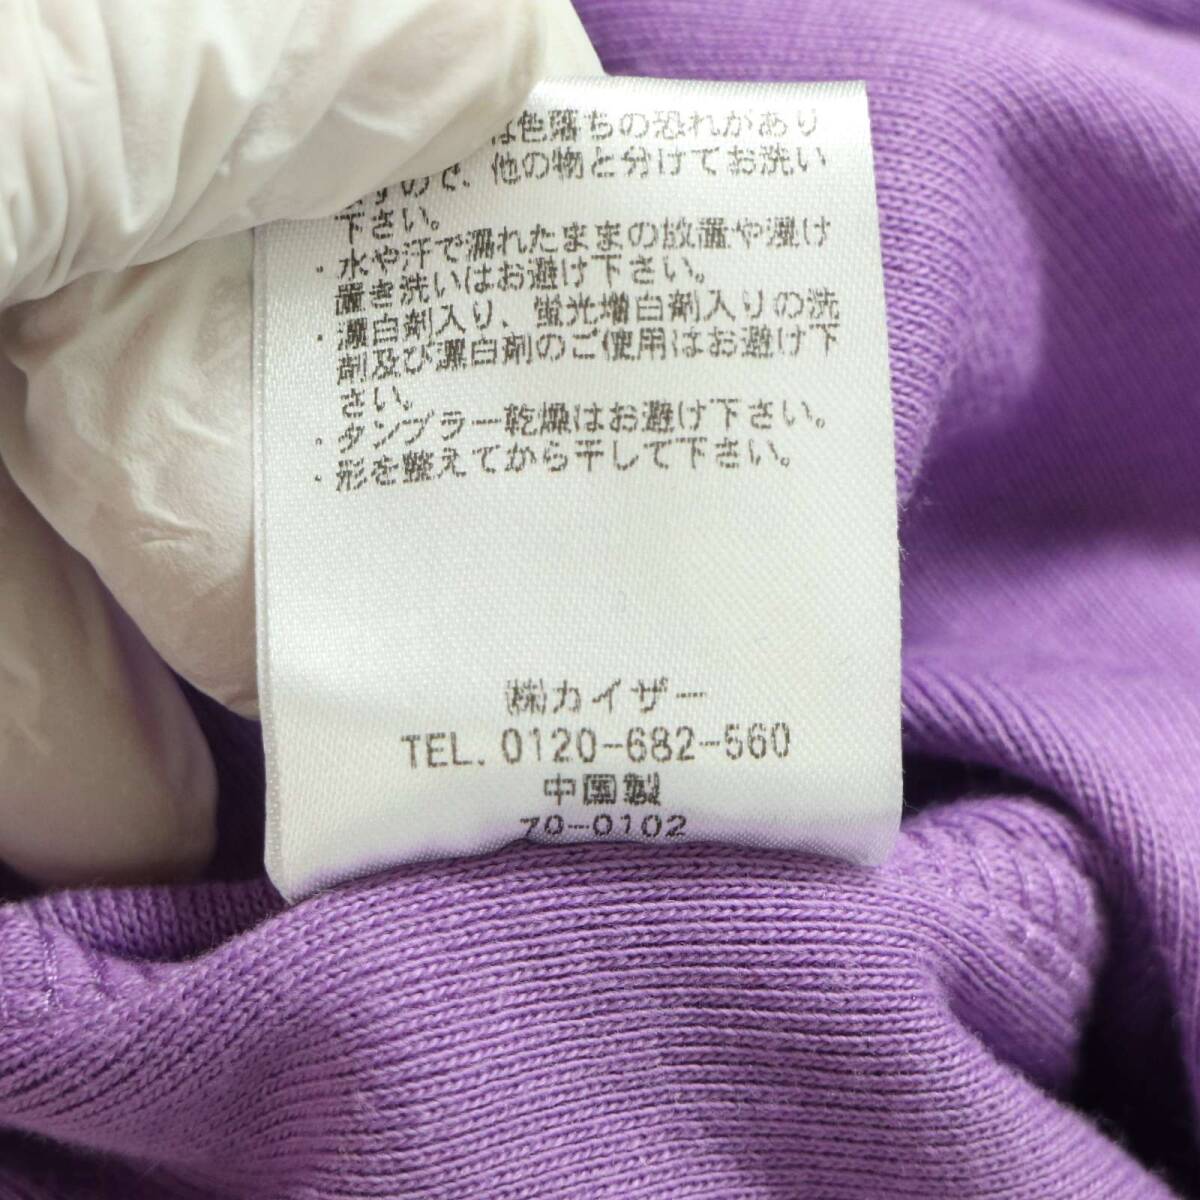 は色落ちの恐れがあり
ますので、他の物と分けてお洗い
下さい。
・水や汗で濡れたままの放置や浸け
置き洗いはお避け下さい。
・漂白剤入り、蛍光増白剤入りの洗
剤及び漂白剤のご使用はお避け下
さい。
・タンブラー乾燥はお避け下さい。
・形を整えてから干して下さい。
㈱カイザー
TEL. 0120-682-560
中国製
70-0102